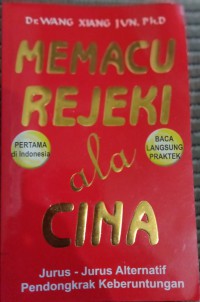 Dr WANG XIANG JUN, Ph.D
MEMACU
REJEKI
PERTAMA
di Indonesia
ala
BACA
LANGSUNG
PRAKTEK
CINA
Jurus - Jurus Alternatif
Pendongkrak Keberuntungan